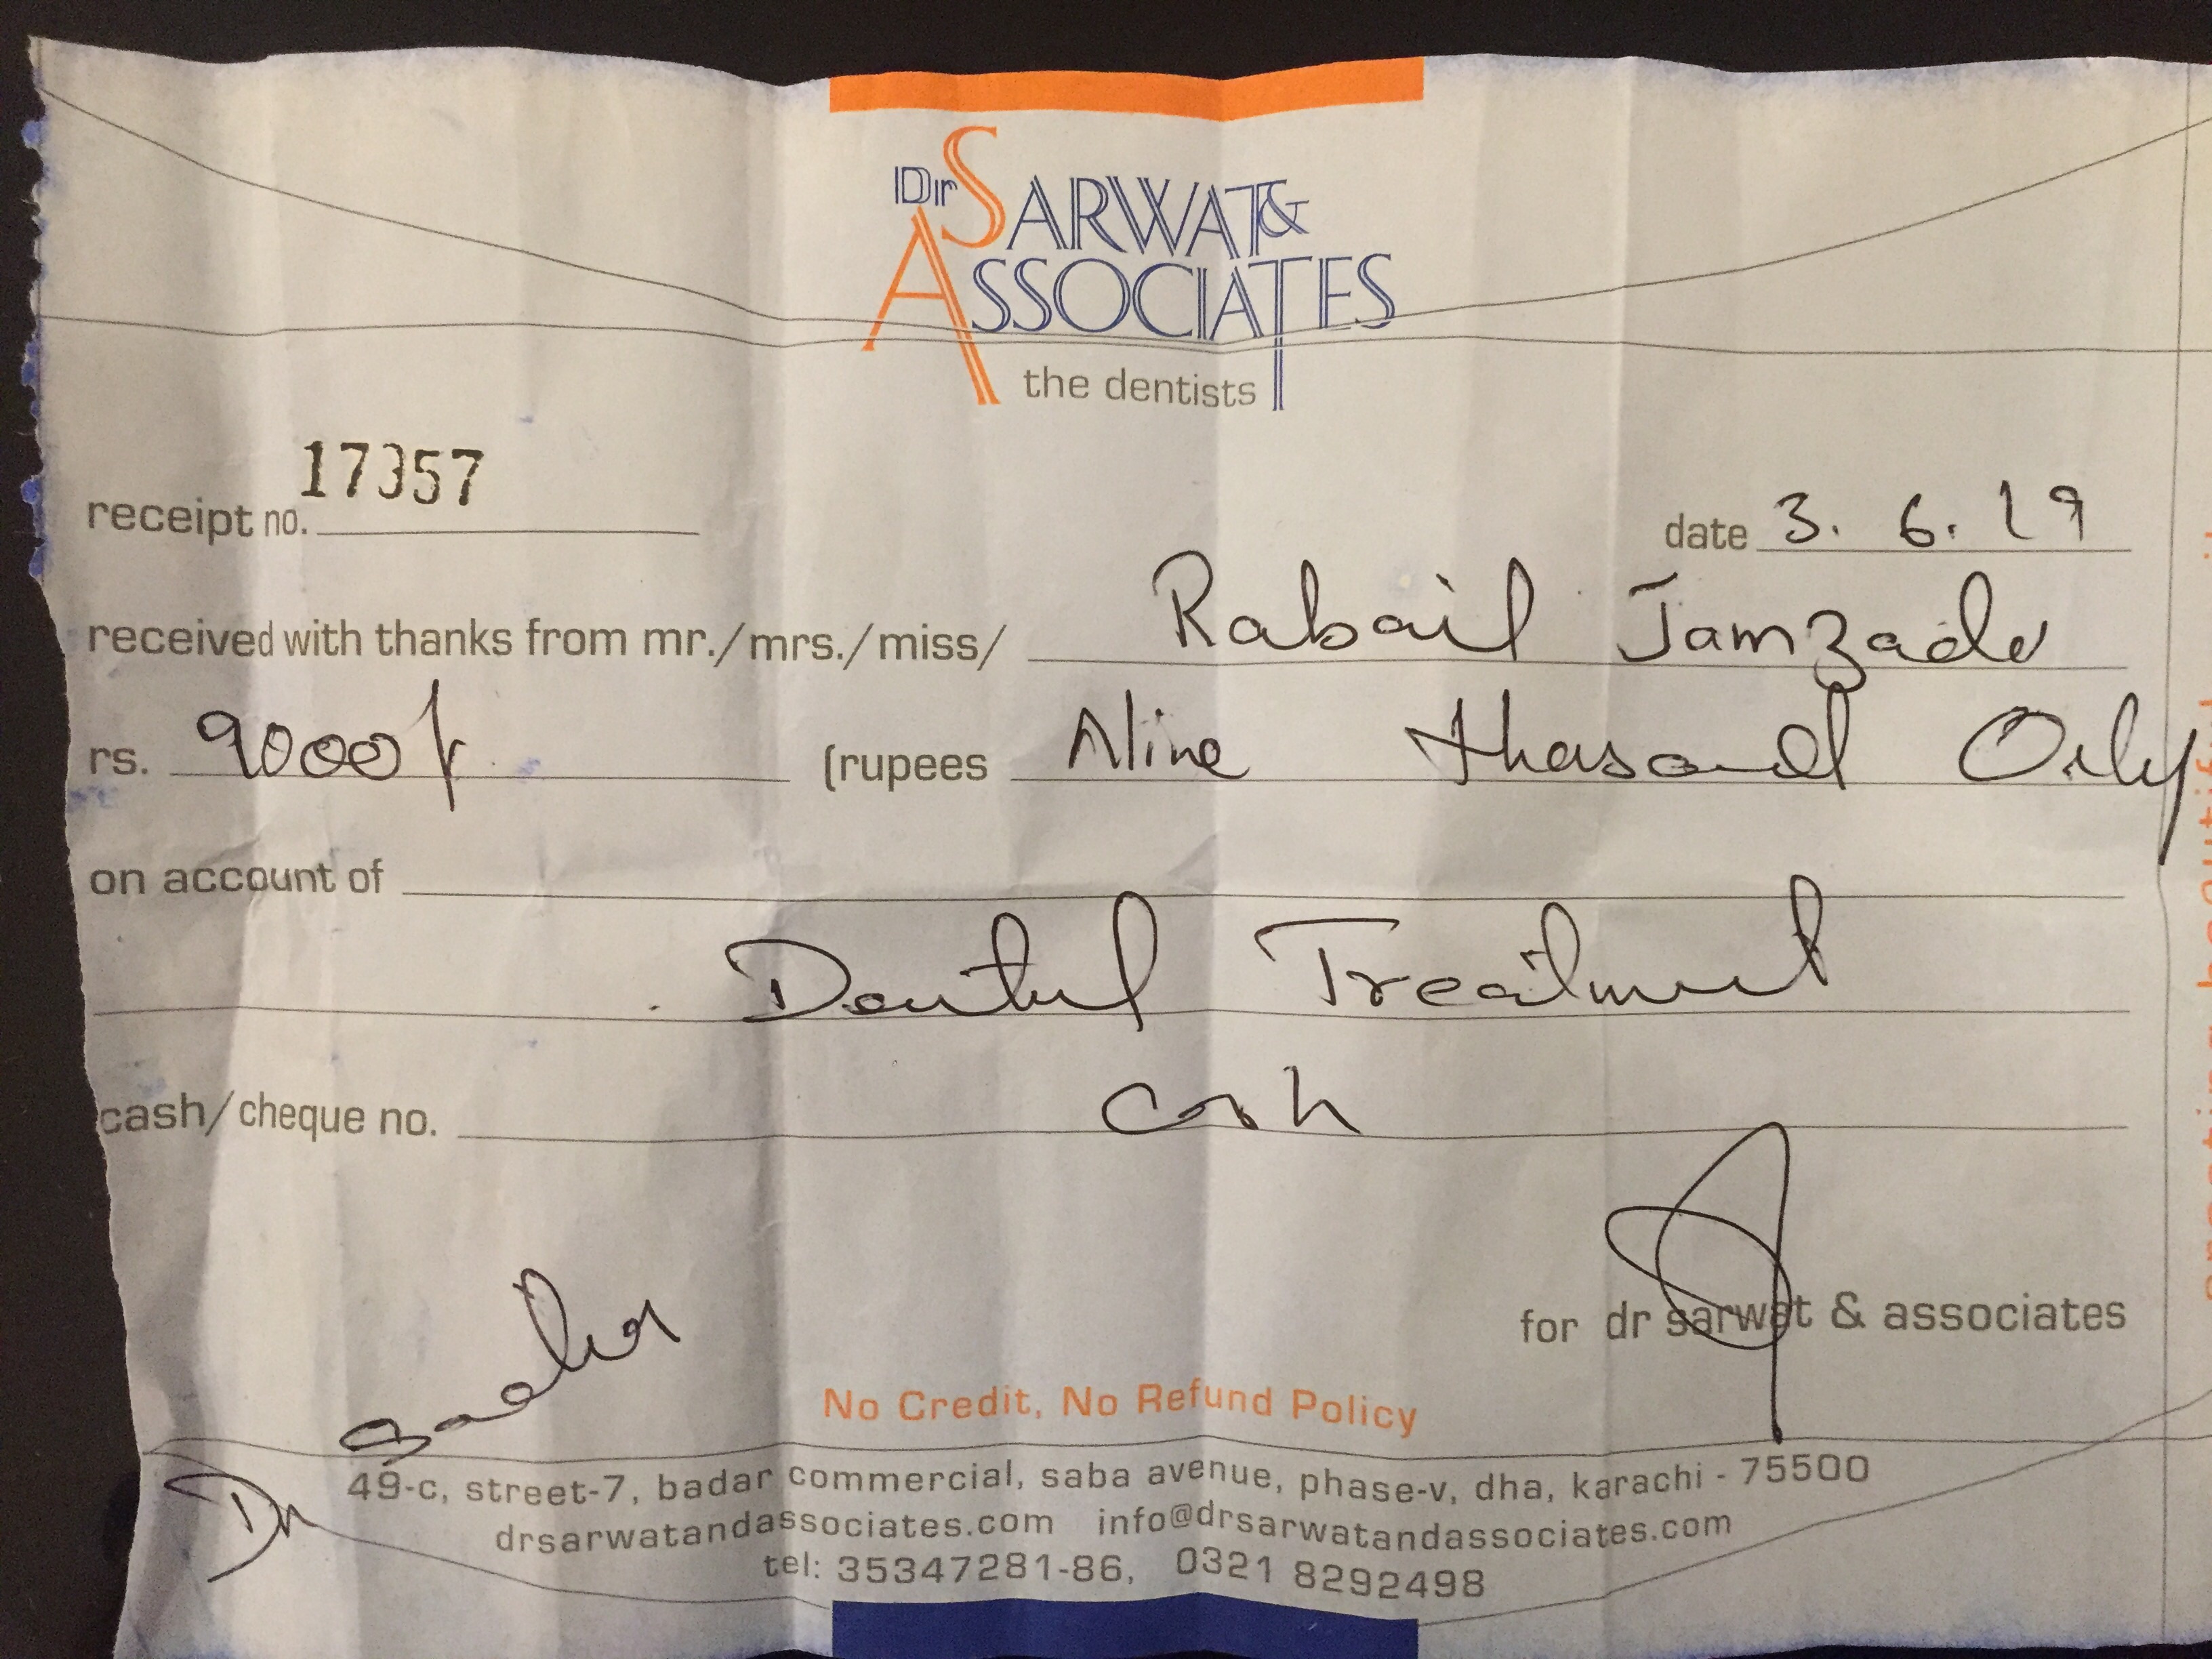 Dr SARWAT &
ASSOCIATES
the dentists
receipt no. 17357
date 3.6.19
received with thanks from mr./mrs./miss/ Rabail Jamzade
rs. 9000/- (rupees Nine thousand Only
on account of
Dental Treatment
cash/cheque no. Cash
for dr sarwat & associates
Dr
No Credit, No Refund Policy
49-c, street-7, badar commercial, saba avenue, phase-v, dha, karachi - 75500
drsarwatandassociates.com info@drsarwatandassociates.com
tel: 35347281-86, 0321 8292498
creating beautiful